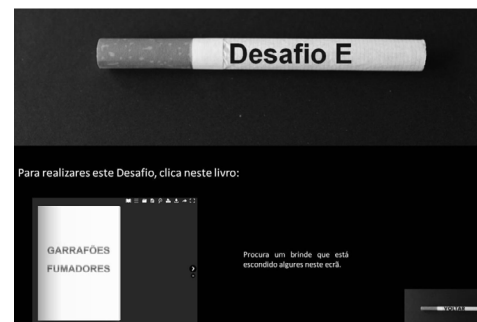 Desafio E
Para realizares este Desafio, clica neste livro:
GARRAFÕES
FUMADORES
Procura um brinde que está
escondido algures neste ecrã.
VOLTAR